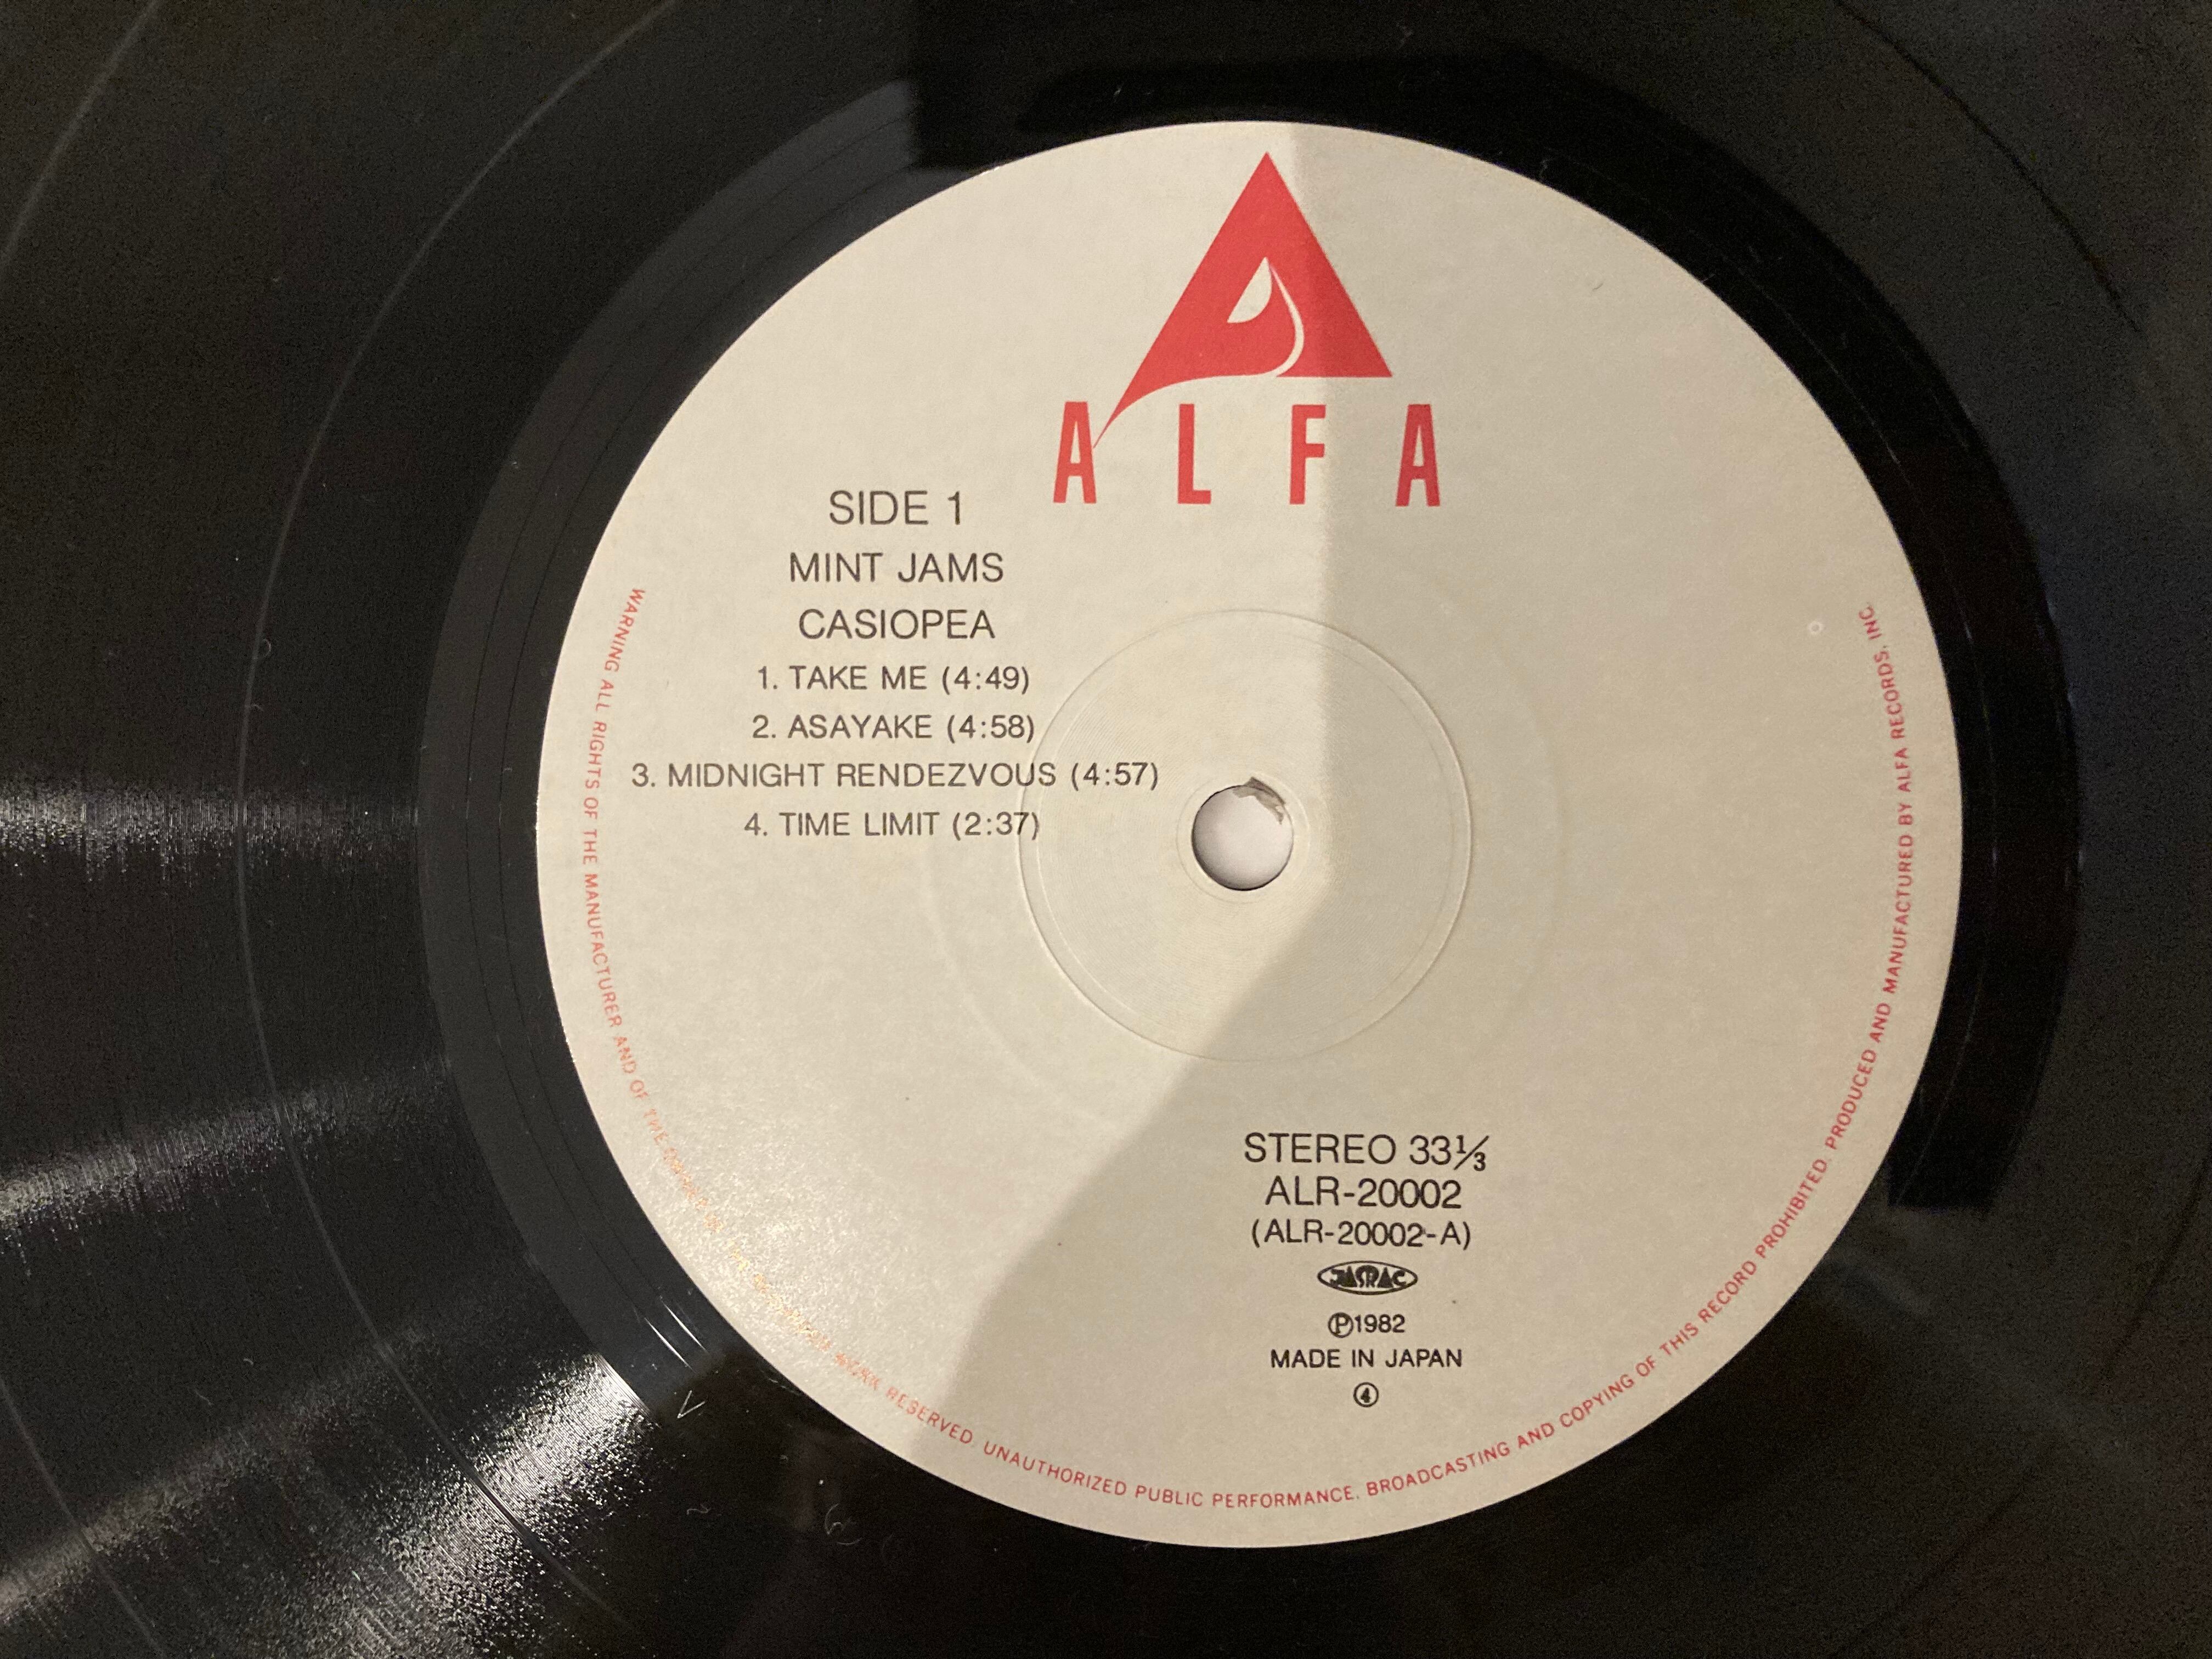 ALFA
SIDE 1
MINT JAMS
CASIOPEA
1. TAKE ME (4:49)
2. ASAYAKE (4:58)
3. MIDNIGHT RENDEZVOUS (4:57)
4. TIME LIMIT (2:37)
STEREO 33⅓
ALR-20002
(ALR-20002-A)
JASRAC
Ⓟ1982
MADE IN JAPAN
④
WARNING ALL RIGHTS OF THE MANUFACTURER AND OF THE WORK RESERVED. UNAUTHORIZED PUBLIC PERFORMANCE. BROADCASTING AND COPYING OF THIS RECORD PROHIBITED. PRODUCED AND MANUFACTURED BY ALFA RECORDS, INC.